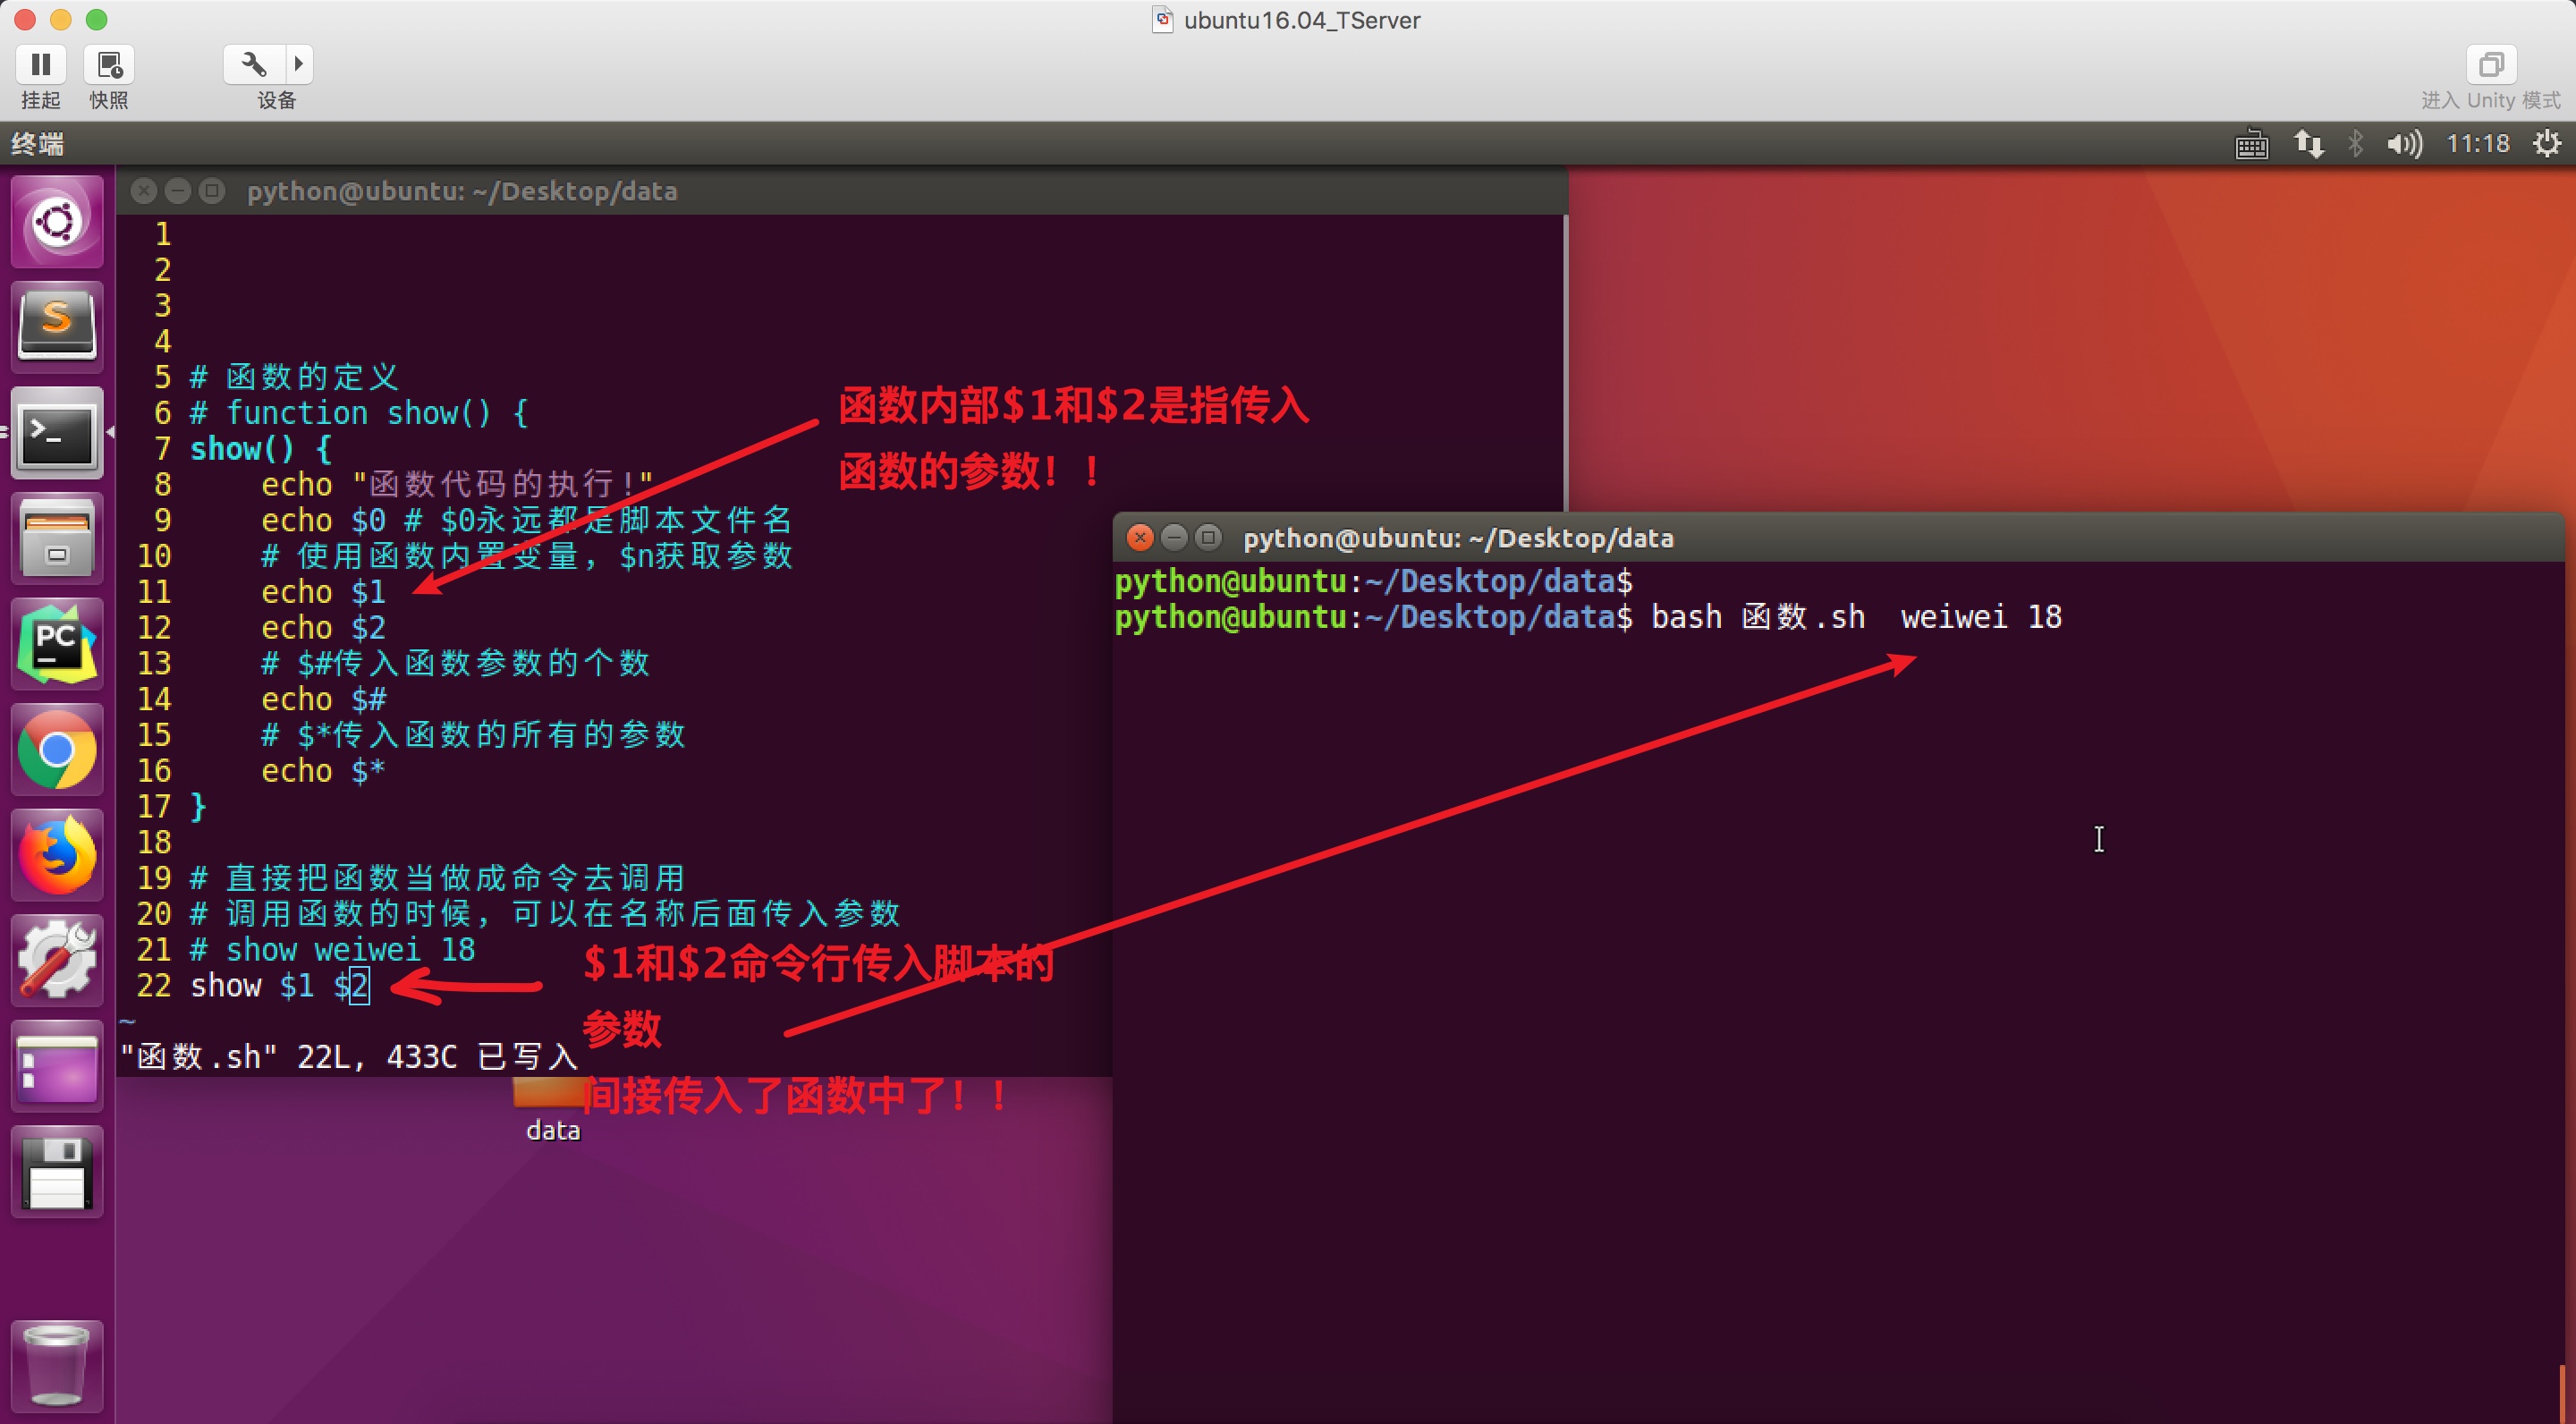 ubuntu16.04_TServer
挂起
快照
设备
进入 Unity 模式
终端
11:18
python@ubuntu: ~/Desktop/data
1
2
3
4
5 # 函数的定义
6 # function show() {
7 show() {
8 echo "函数代码的执行!"
9 echo $0 # $0永远都是脚本文件名
10 # 使用函数内置变量，$n获取参数
11 echo $1
12 echo $2
13 # $#传入函数参数的个数
14 echo $#
15 # $*传入函数的所有的参数
16 echo $*
17 }
18
19 # 直接把函数当做成命令去调用
20 # 调用函数的时候，可以在名称后面传入参数
21 # show weiwei 18
22 show $1 $2
~
"函数.sh" 22L, 433C 已写入
函数内部$1和$2是指传入
函数的参数！！
$1和$2命令行传入脚本的
参数
间接传入了函数中了！！
data
python@ubuntu: ~/Desktop/data
python@ubuntu:~/Desktop/data$
python@ubuntu:~/Desktop/data$ bash 函数.sh  weiwei 18
S
>_
PC